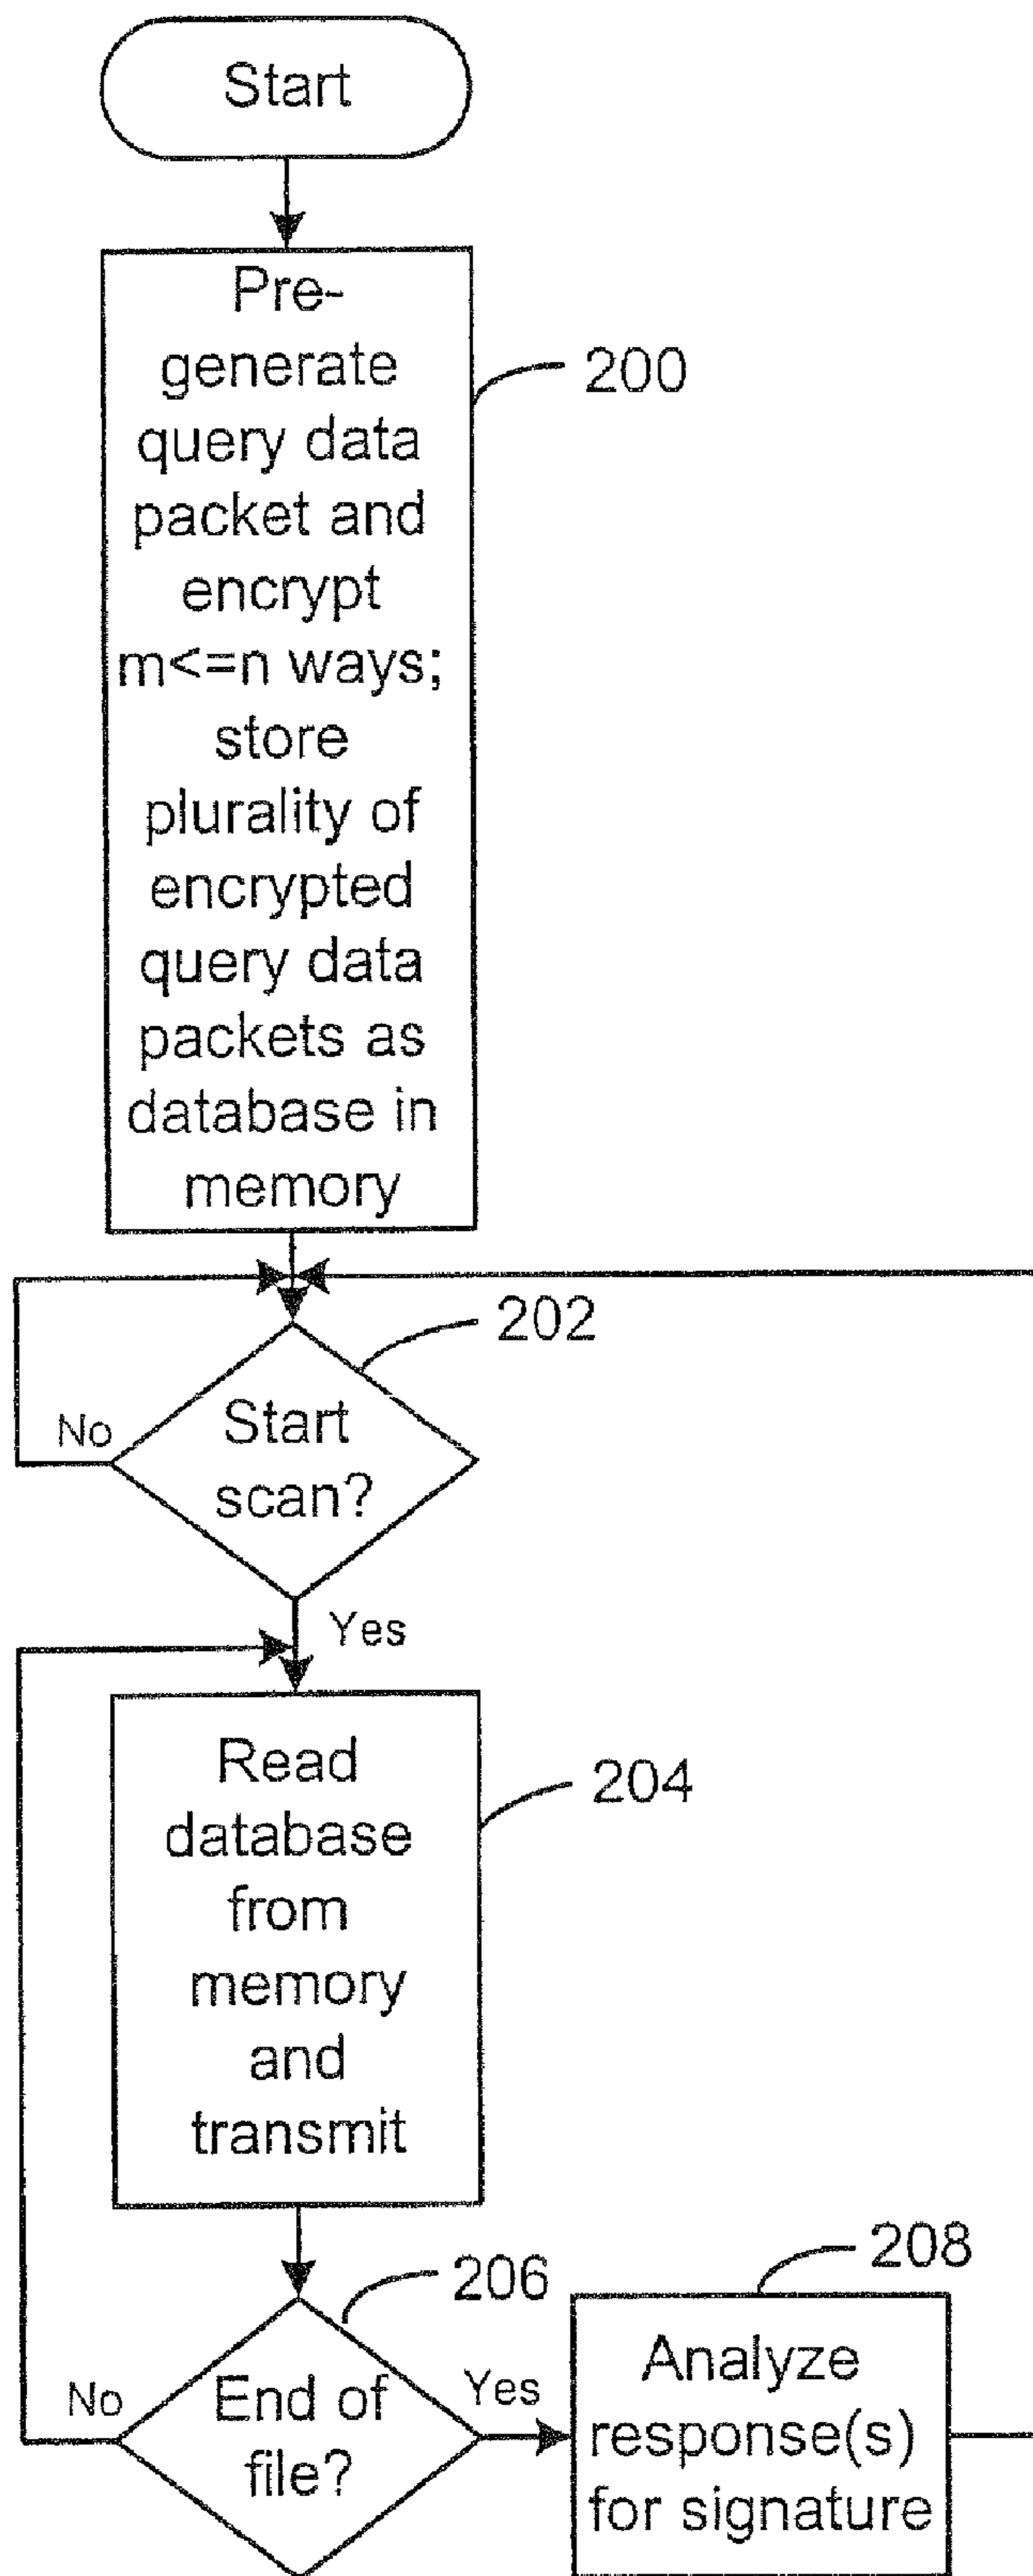 Start
Pre-
generate
query data
packet and
encrypt
m<=n ways;
store
plurality of
encrypted
query data
packets as
database in
memory
200
202
Start
scan?
No
Yes
Read
database
from
memory
and
transmit
204
206
End of
file?
No
Yes
208
Analyze
response(s)
for signature